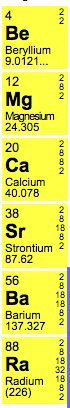 4 2
Be 2
Beryllium
9.0121...
12 2
Mg 8
Magnesium 2
24.305
20 2
Ca 8
Calcium 8
40.078 2
38 2
Sr 8
Strontium 18
87.62 8
2
56 2
Ba 8
Barium 18
137.327 18
8
2
88 2
Ra 8
Radium 18
(226) 32
18
8
2